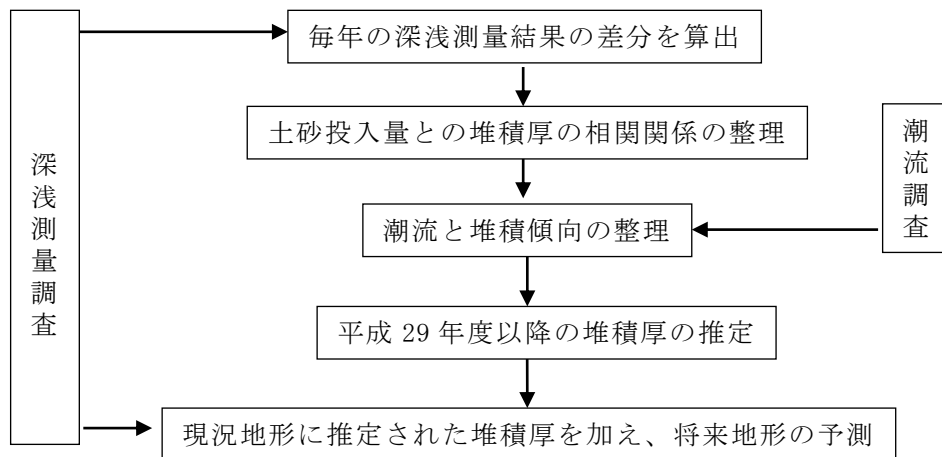 毎年の深浅測量結果の差分を算出
土砂投入量との堆積厚の相関関係の整理
深浅測量調査
潮流調査
潮流と堆積傾向の整理
平成 29 年度以降の堆積厚の推定
現況地形に推定された堆積厚を加え、将来地形の予測